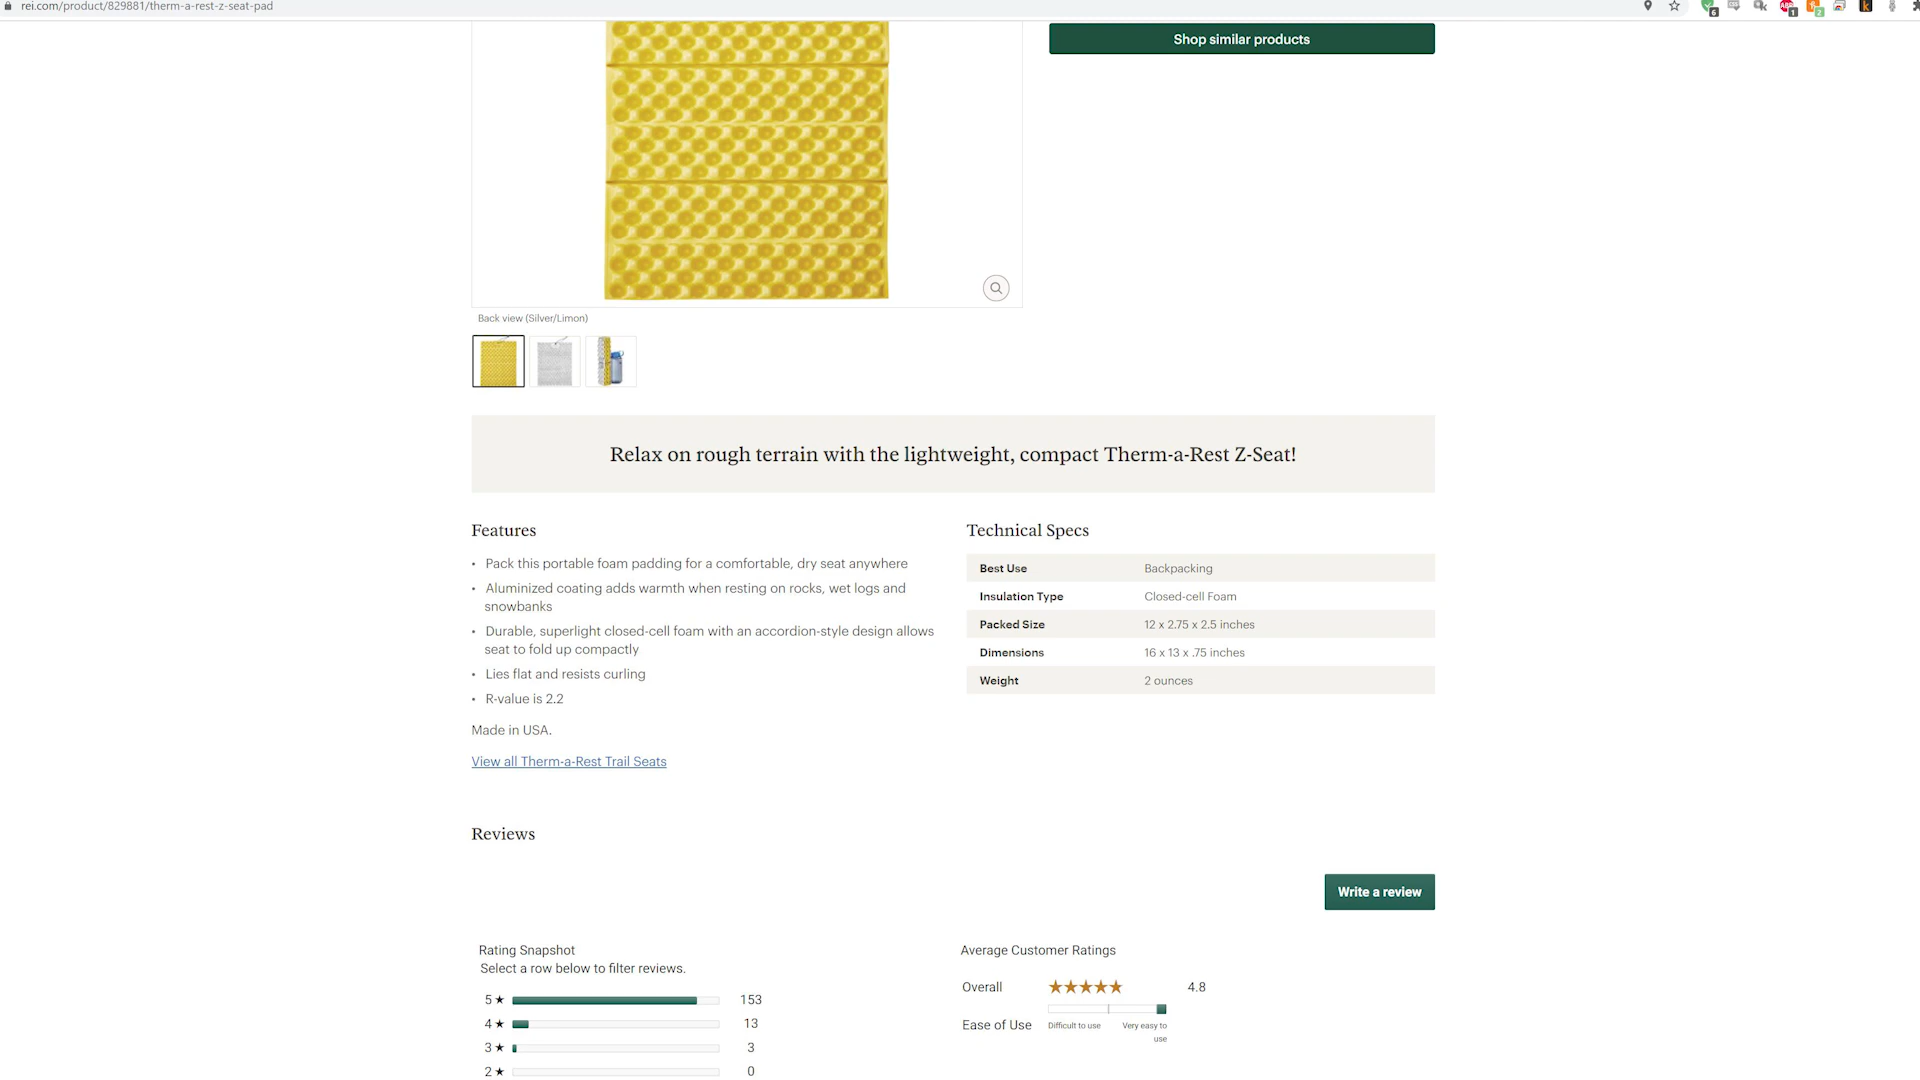 rei.com/product/829881/therm-a-rest-z-seat-pad
Shop similar products
Back view (Silver/Limon)
Relax on rough terrain with the lightweight, compact Therm-a-Rest Z-Seat!
Features
• Pack this portable foam padding for a comfortable, dry seat anywhere
• Aluminized coating adds warmth when resting on rocks, wet logs and
snowbanks
• Durable, superlight closed-cell foam with an accordion-style design allows
seat to fold up compactly
• Lies flat and resists curling
• R-value is 2.2
Made in USA.
View all Therm-a-Rest Trail Seats
Technical Specs
Best Use Backpacking
Insulation Type Closed-cell Foam
Packed Size 12 x 2.75 x 2.5 inches
Dimensions 16 x 13 x .75 inches
Weight 2 ounces
Reviews
Write a review
Rating Snapshot
Select a row below to filter reviews.
5★ 153
4★ 13
3★ 3
2★ 0
Average Customer Ratings
Overall ★★★★★ 4.8
Ease of Use Difficult to use Very easy to
use